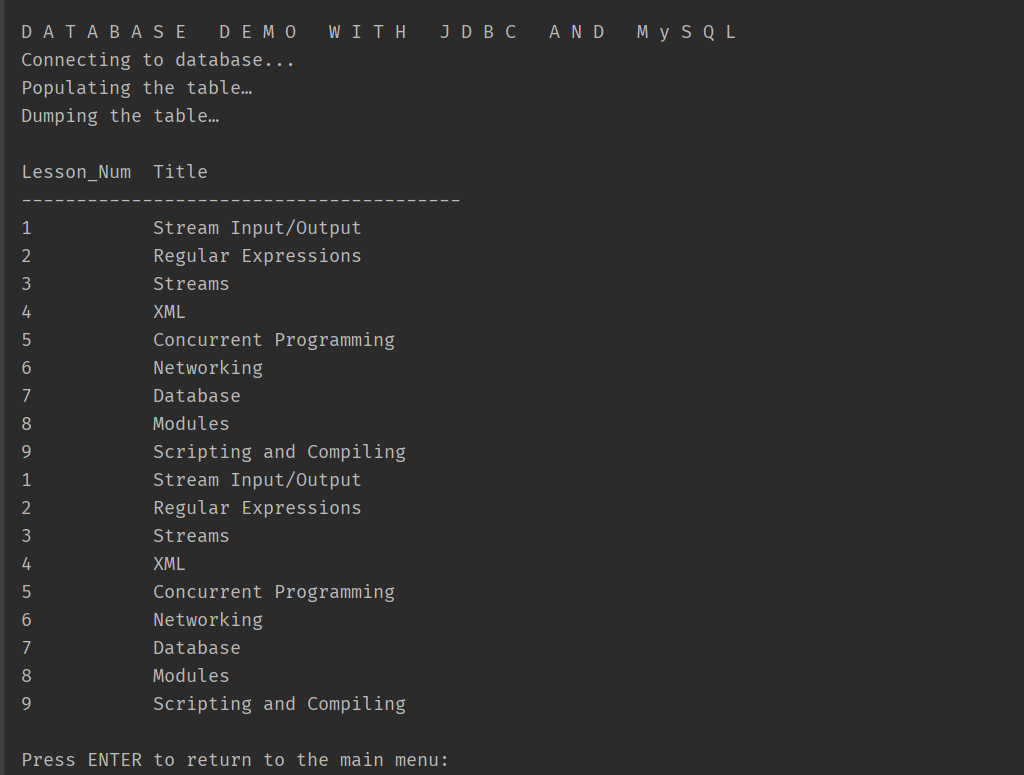 D A T A B A S E   D E M O   W I T H   J D B C   A N D   M y S Q L
Connecting to database...
Populating the table…
Dumping the table…

Lesson_Num  Title
----------------------------------------
1           Stream Input/Output
2           Regular Expressions
3           Streams
4           XML
5           Concurrent Programming
6           Networking
7           Database
8           Modules
9           Scripting and Compiling
1           Stream Input/Output
2           Regular Expressions
3           Streams
4           XML
5           Concurrent Programming
6           Networking
7           Database
8           Modules
9           Scripting and Compiling

Press ENTER to return to the main menu: